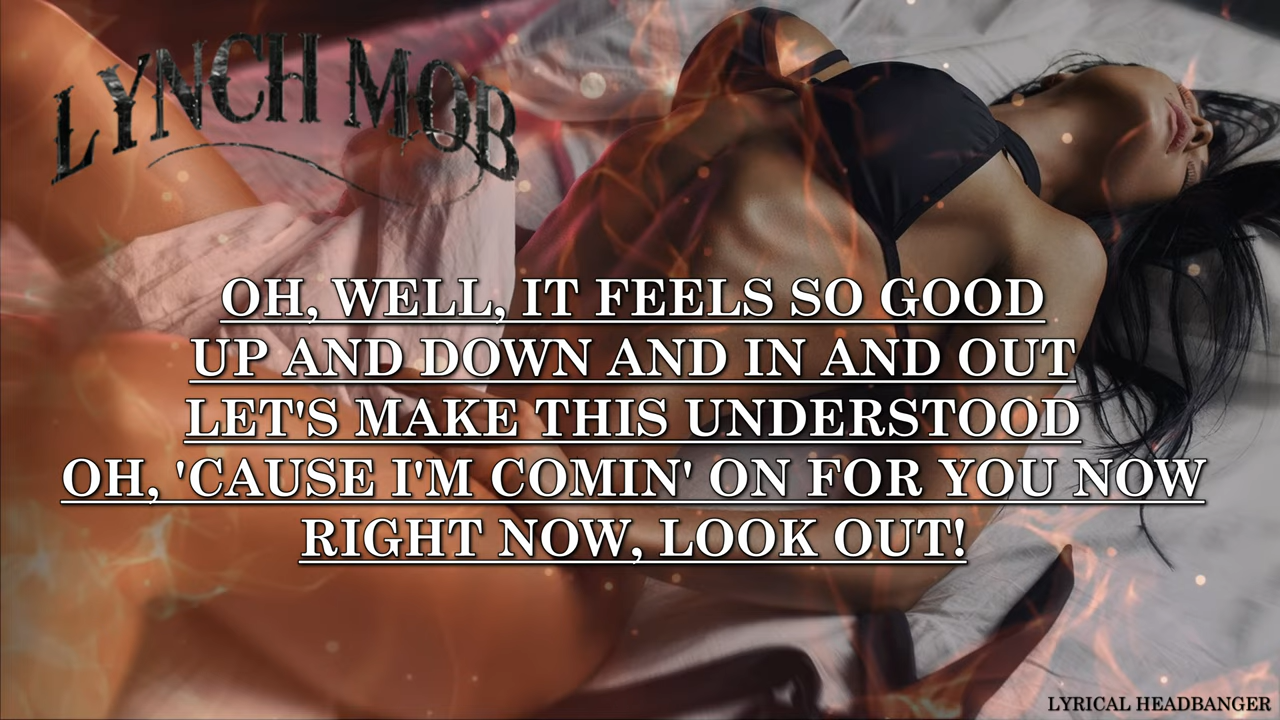 LYNCH MOB
OH, WELL, IT FEELS SO GOOD
UP AND DOWN AND IN AND OUT
LET'S MAKE THIS UNDERSTOOD
OH, 'CAUSE I'M COMIN' ON FOR YOU NOW
RIGHT NOW, LOOK OUT!
LYRICAL HEADBANGER